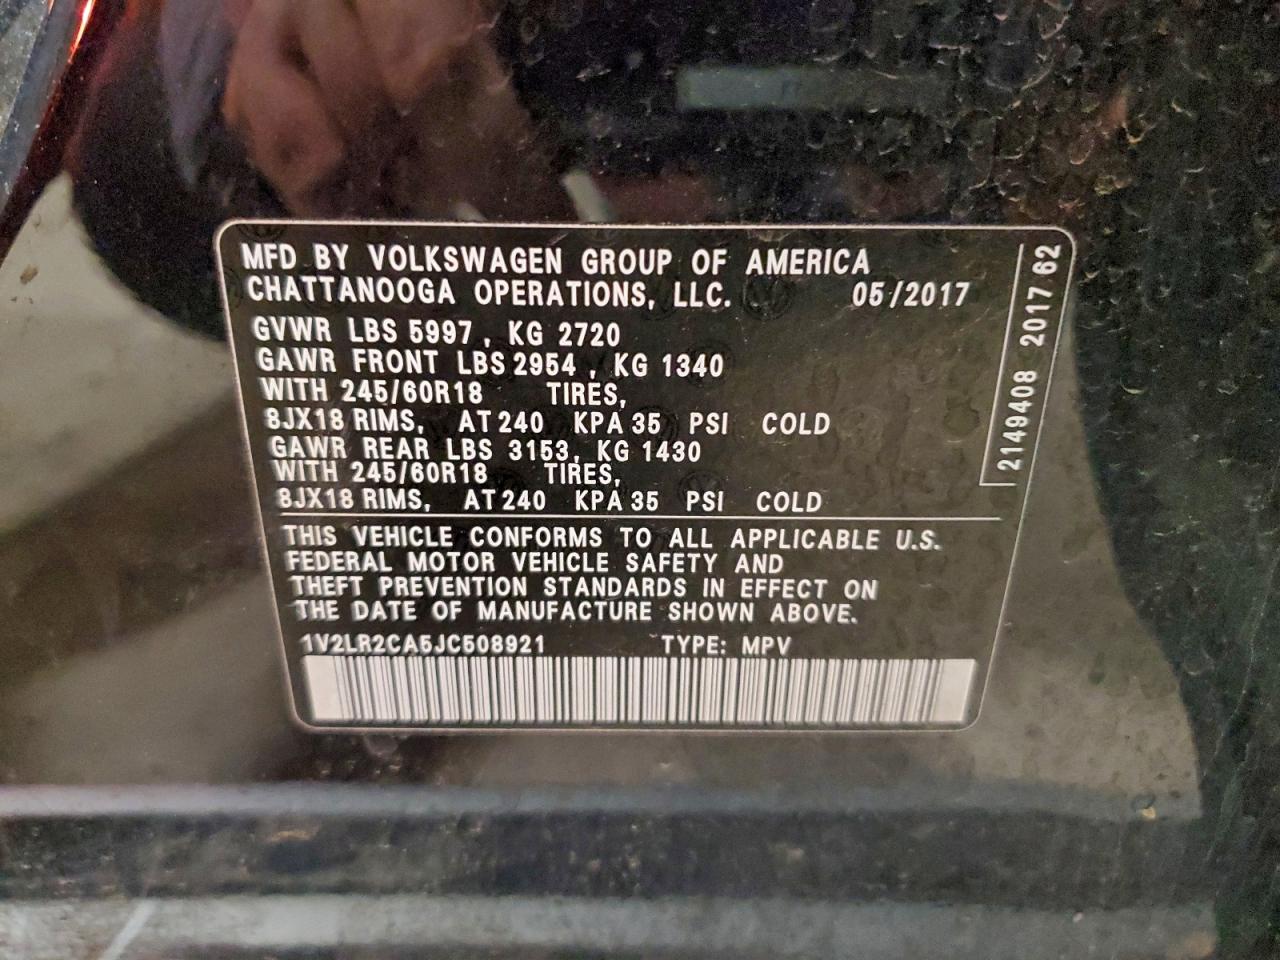 MFD BY VOLKSWAGEN GROUP OF AMERICA
CHATTANOOGA OPERATIONS, LLC. 05/2017
GVWR LBS 5997, KG 2720
GAWR FRONT LBS 2954, KG 1340
WITH 245/60R18 TIRES,
8JX18 RIMS, AT 240 KPA 35 PSI COLD
GAWR REAR LBS 3153, KG 1430
WITH 245/60R18 TIRES,
8JX18 RIMS, AT 240 KPA 35 PSI COLD
THIS VEHICLE CONFORMS TO ALL APPLICABLE U.S.
FEDERAL MOTOR VEHICLE SAFETY AND
THEFT PREVENTION STANDARDS IN EFFECT ON
THE DATE OF MANUFACTURE SHOWN ABOVE.
1V2LR2CA5JC508921 TYPE: MPV
2149408 2017 62